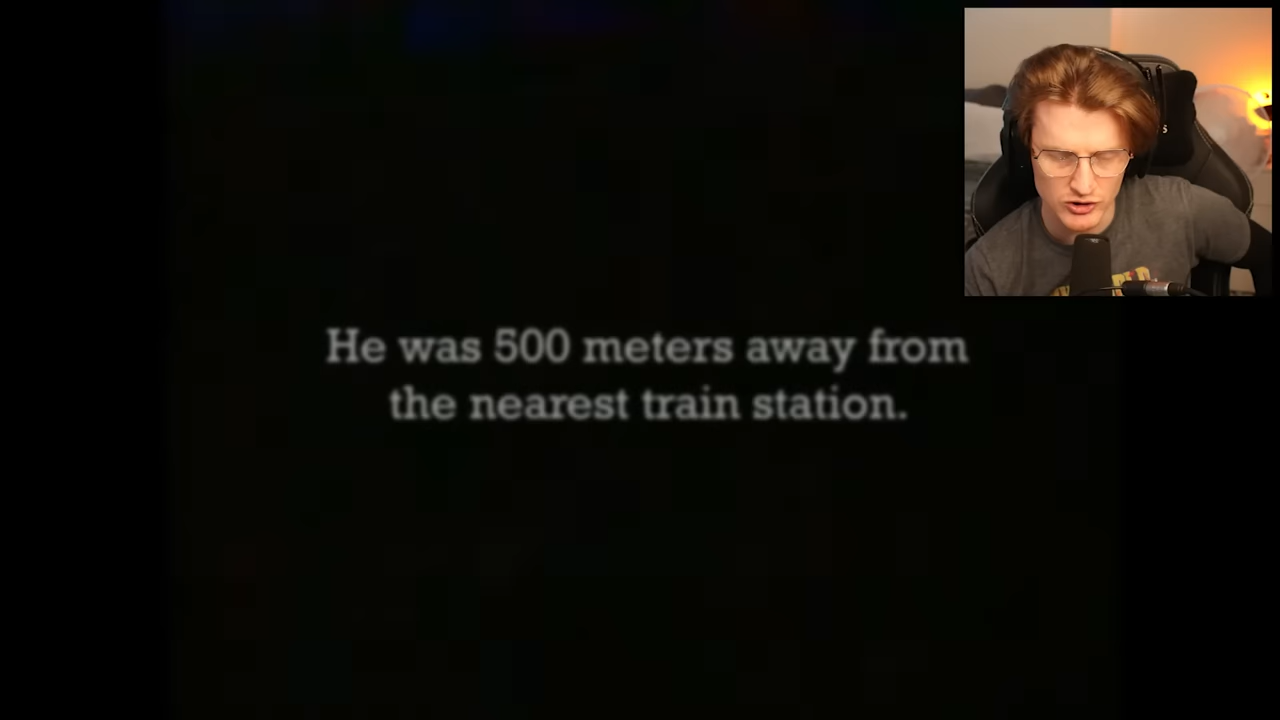 He was 500 meters away from
the nearest train station.